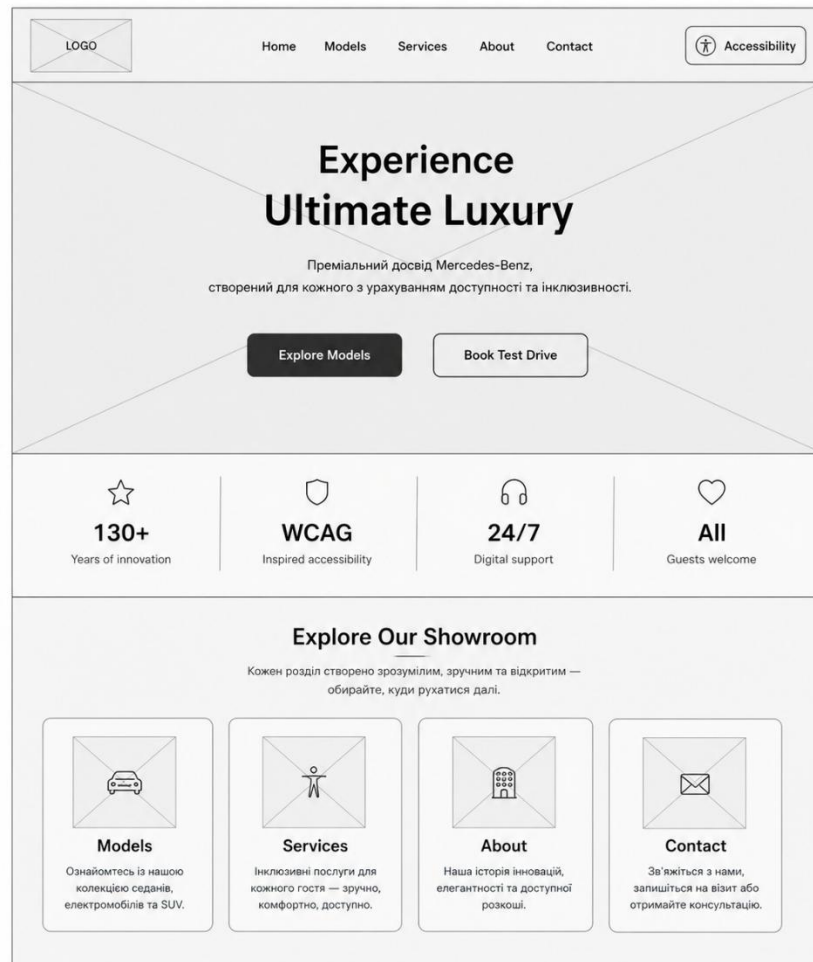 LOGO
Home
Models
Services
About
Contact
Accessibility
Experience
Ultimate Luxury
Преміальний досвід Mercedes-Benz,
створений для кожного з урахуванням доступності та інклюзивності.
Explore Models
Book Test Drive
130+
Years of innovation
WCAG
Inspired accessibility
24/7
Digital support
All
Guests welcome
Explore Our Showroom
Кожен розділ створено зрозумілим, зручним та відкритим —
обирайте, куди рухатися далі.
Models
Ознайомтесь із нашою
колекцією седанів,
електромобілів та SUV.
Services
Інклюзивні послуги для
кожного гостя — зручно,
комфортно, доступно.
About
Наша історія інновацій,
елегантності та доступної
розкоші.
Contact
Зв'яжіться з нами,
запишіться на візит або
отримайте консультацію.